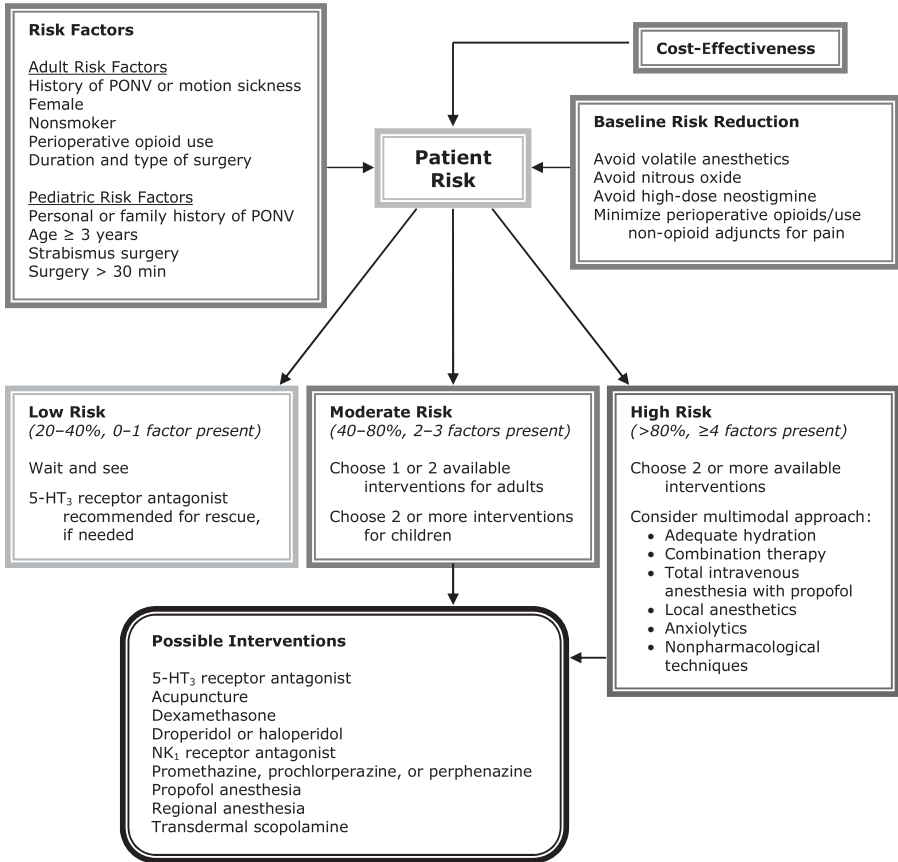 Risk Factors
Adult Risk Factors
History of PONV or motion sickness
Female
Nonsmoker
Perioperative opioid use
Duration and type of surgery
Pediatric Risk Factors
Personal or family history of PONV
Age ≥ 3 years
Strabismus surgery
Surgery > 30 min
Cost-Effectiveness
Patient
Risk
Baseline Risk Reduction
Avoid volatile anesthetics
Avoid nitrous oxide
Avoid high-dose neostigmine
Minimize perioperative opioids/use
non-opioid adjuncts for pain
Low Risk
(20–40%, 0–1 factor present)
Wait and see
5-HT₃ receptor antagonist
recommended for rescue,
if needed
Moderate Risk
(40–80%, 2–3 factors present)
Choose 1 or 2 available
interventions for adults
Choose 2 or more interventions
for children
High Risk
(>80%, ≥4 factors present)
Choose 2 or more available
interventions
Consider multimodal approach:
• Adequate hydration
• Combination therapy
• Total intravenous
anesthesia with propofol
• Local anesthetics
• Anxiolytics
• Nonpharmacological
techniques
Possible Interventions
5-HT₃ receptor antagonist
Acupuncture
Dexamethasone
Droperidol or haloperidol
NK₁ receptor antagonist
Promethazine, prochlorperazine, or perphenazine
Propofol anesthesia
Regional anesthesia
Transdermal scopolamine